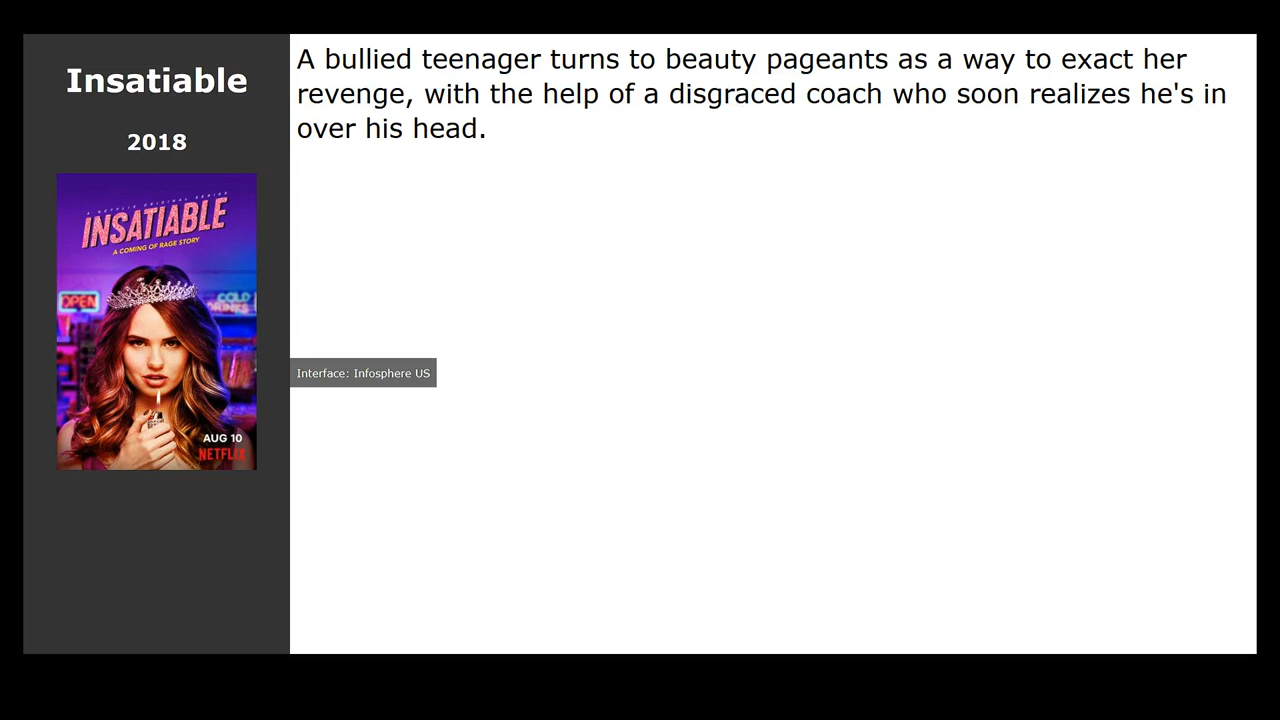 Insatiable
2018
A NETFLIX ORIGINAL SERIES
INSATIABLE
A COMING OF RAGE STORY
OPEN
COLD
DRINKS
AUG 10
NETFLIX
A bullied teenager turns to beauty pageants as a way to exact her
revenge, with the help of a disgraced coach who soon realizes he's in
over his head.
Interface: Infosphere US